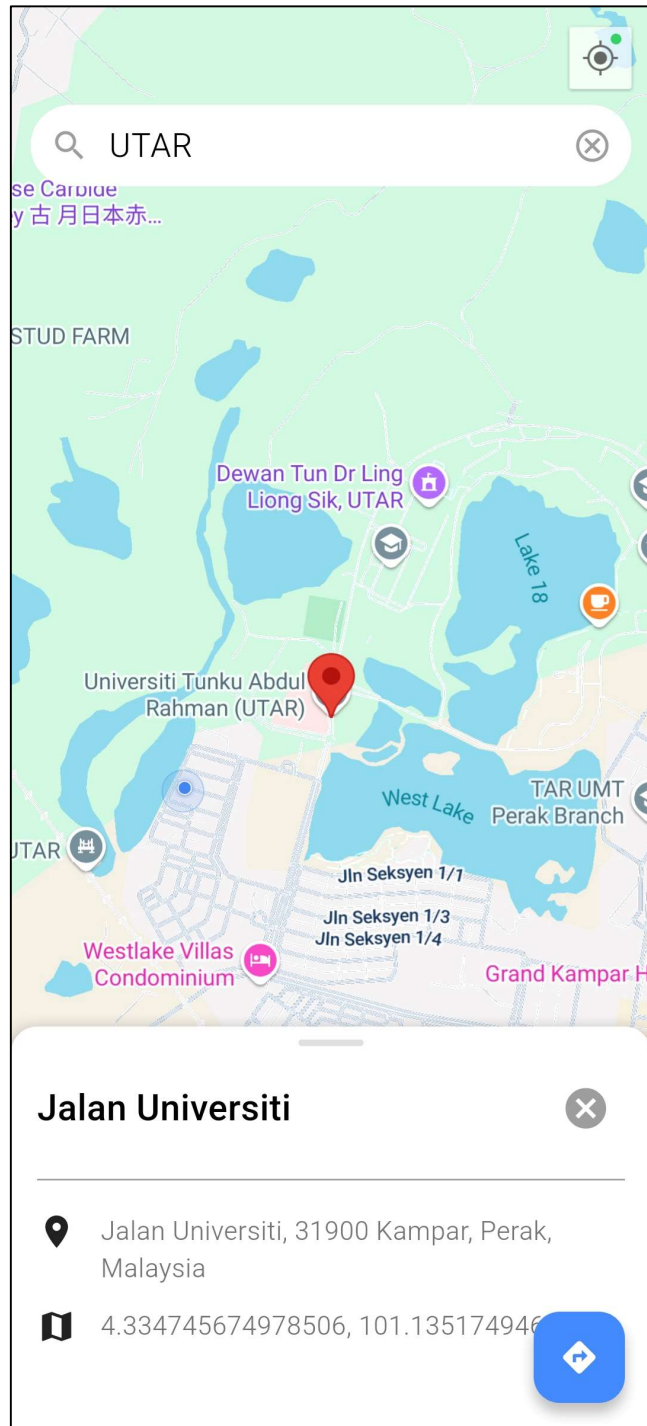 UTAR
se Carbide
y 古月日本赤...
STUD FARM
Dewan Tun Dr Ling
Liong Sik, UTAR
Lake 18
Universiti Tunku Abdul
Rahman (UTAR)
West Lake
TAR UMT
Perak Branch
UTAR
Jln Seksyen 1/1
Jln Seksyen 1/3
Jln Seksyen 1/4
Westlake Villas
Condominium
Grand Kampar H
Jalan Universiti
Jalan Universiti, 31900 Kampar, Perak,
Malaysia
4.334745674978506, 101.135174946